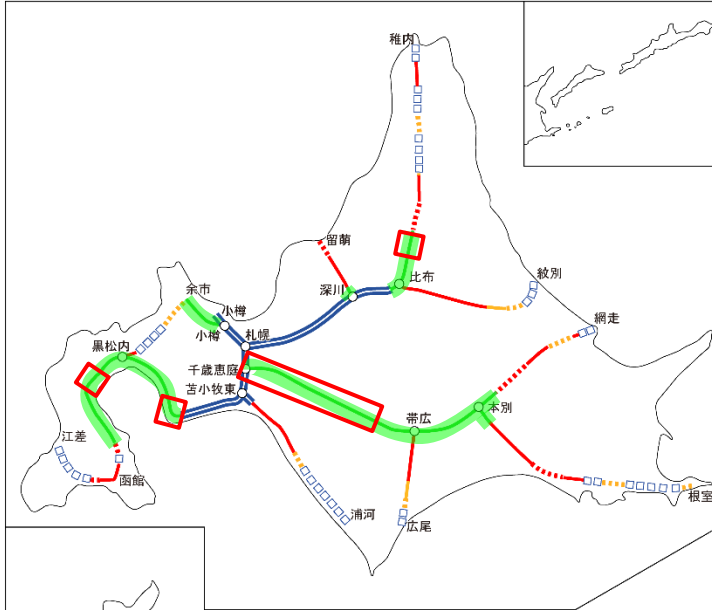 稚内
留萌
紋別
比布
余市
深川
小樽
網走
小樽
札幌
黒松内
千歳恵庭
苫小牧東
本別
帯広
江差
函館
根室
浦河
広尾